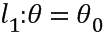 l₁:θ = θ₀